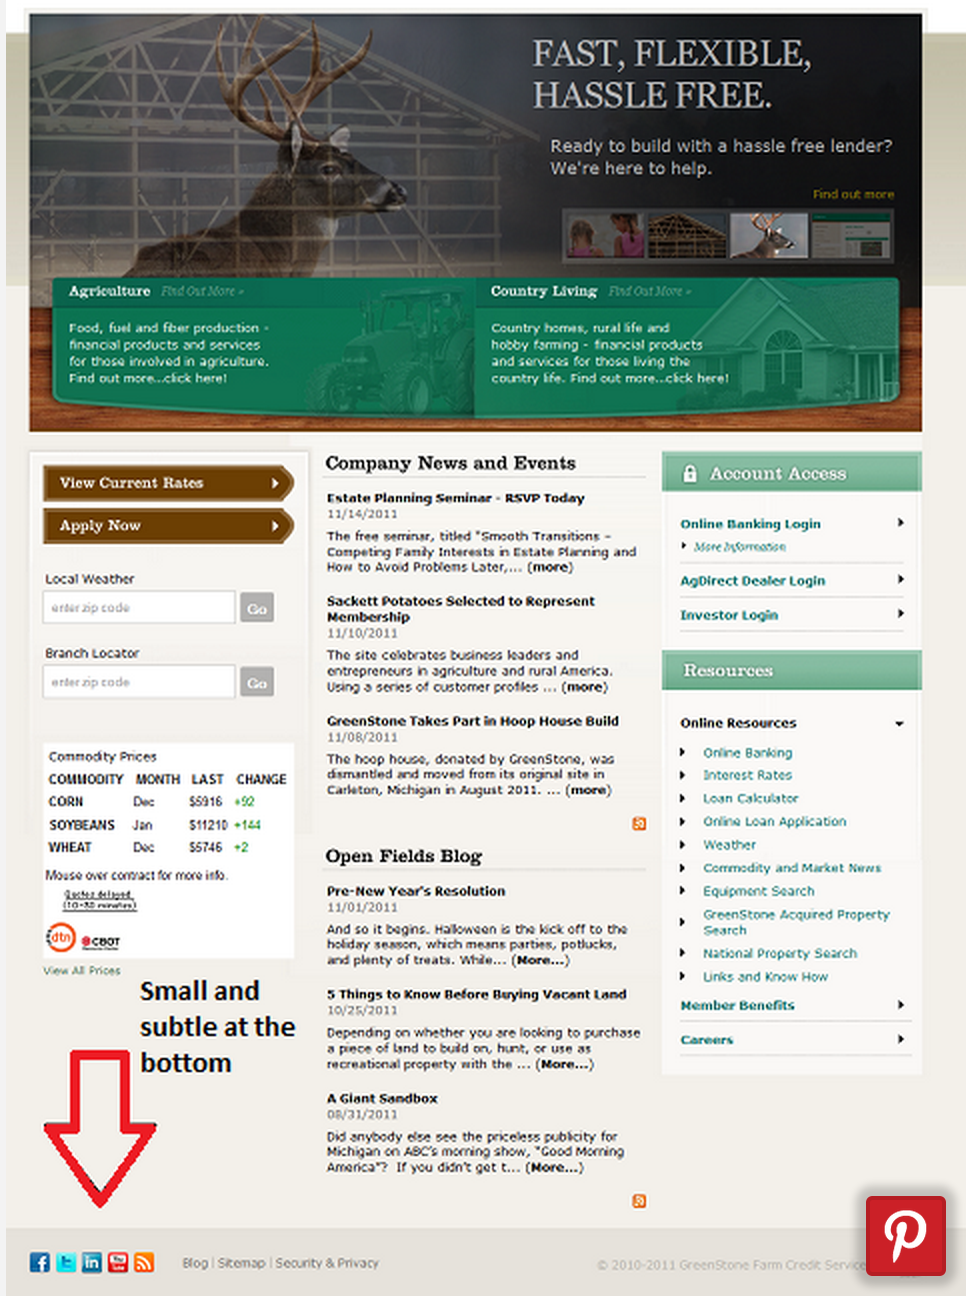 FAST, FLEXIBLE,
HASSLE FREE.
Ready to build with a hassle free lender?
We're here to help.
Find out more
Agriculture Find Out More »
Food, fuel and fiber production -
financial products and services
for those involved in agriculture.
Find out more...click here!
Country Living Find Out More »
Country homes, rural life and
hobby farming - financial products
and services for those living the
country life. Find out more...click here!
View Current Rates
Apply Now
Local Weather
enter zip code Go
Branch Locator
enter zip code Go
Commodity Prices
COMMODITY MONTH LAST CHANGE
CORN Dec $5916 +92
SOYBEANS Jan $11210 +144
WHEAT Dec $5746 +2
Mouse over contract for more info.
Quotes delayed
(10-30 minutes)
dtn CBOT
View All Prices
Small and
subtle at the
bottom
Company News and Events
Estate Planning Seminar - RSVP Today
11/14/2011
The free seminar, titled "Smooth Transitions –
Competing Family Interests in Estate Planning and
How to Avoid Problems Later,... (more)
Sackett Potatoes Selected to Represent
Membership
11/10/2011
The site celebrates business leaders and
entrepreneurs in agriculture and rural America.
Using a series of customer profiles ... (more)
GreenStone Takes Part in Hoop House Build
11/08/2011
The hoop house, donated by GreenStone, was
dismantled and moved from its original site in
Carleton, Michigan in August 2011. ... (more)
Open Fields Blog
Pre-New Year's Resolution
11/01/2011
And so it begins. Halloween is the kick off to the
holiday season, which means parties, potlucks,
and plenty of treats. While... (More...)
5 Things to Know Before Buying Vacant Land
10/25/2011
Depending on whether you are looking to purchase
a piece of land to build on, hunt, or use as
recreational property with the ... (More...)
A Giant Sandbox
08/31/2011
Did anybody else see the priceless publicity for
Michigan on ABC's morning show, "Good Morning
America"? If you didn't get t... (More...)
Account Access
Online Banking Login
More Information
AgDirect Dealer Login
Investor Login
Resources
Online Resources
Online Banking
Interest Rates
Loan Calculator
Online Loan Application
Weather
Commodity and Market News
Equipment Search
GreenStone Acquired Property
Search
National Property Search
Links and Know How
Member Benefits
Careers
Blog | Sitemap | Security & Privacy
© 2010-2011 GreenStone Farm Credit Service